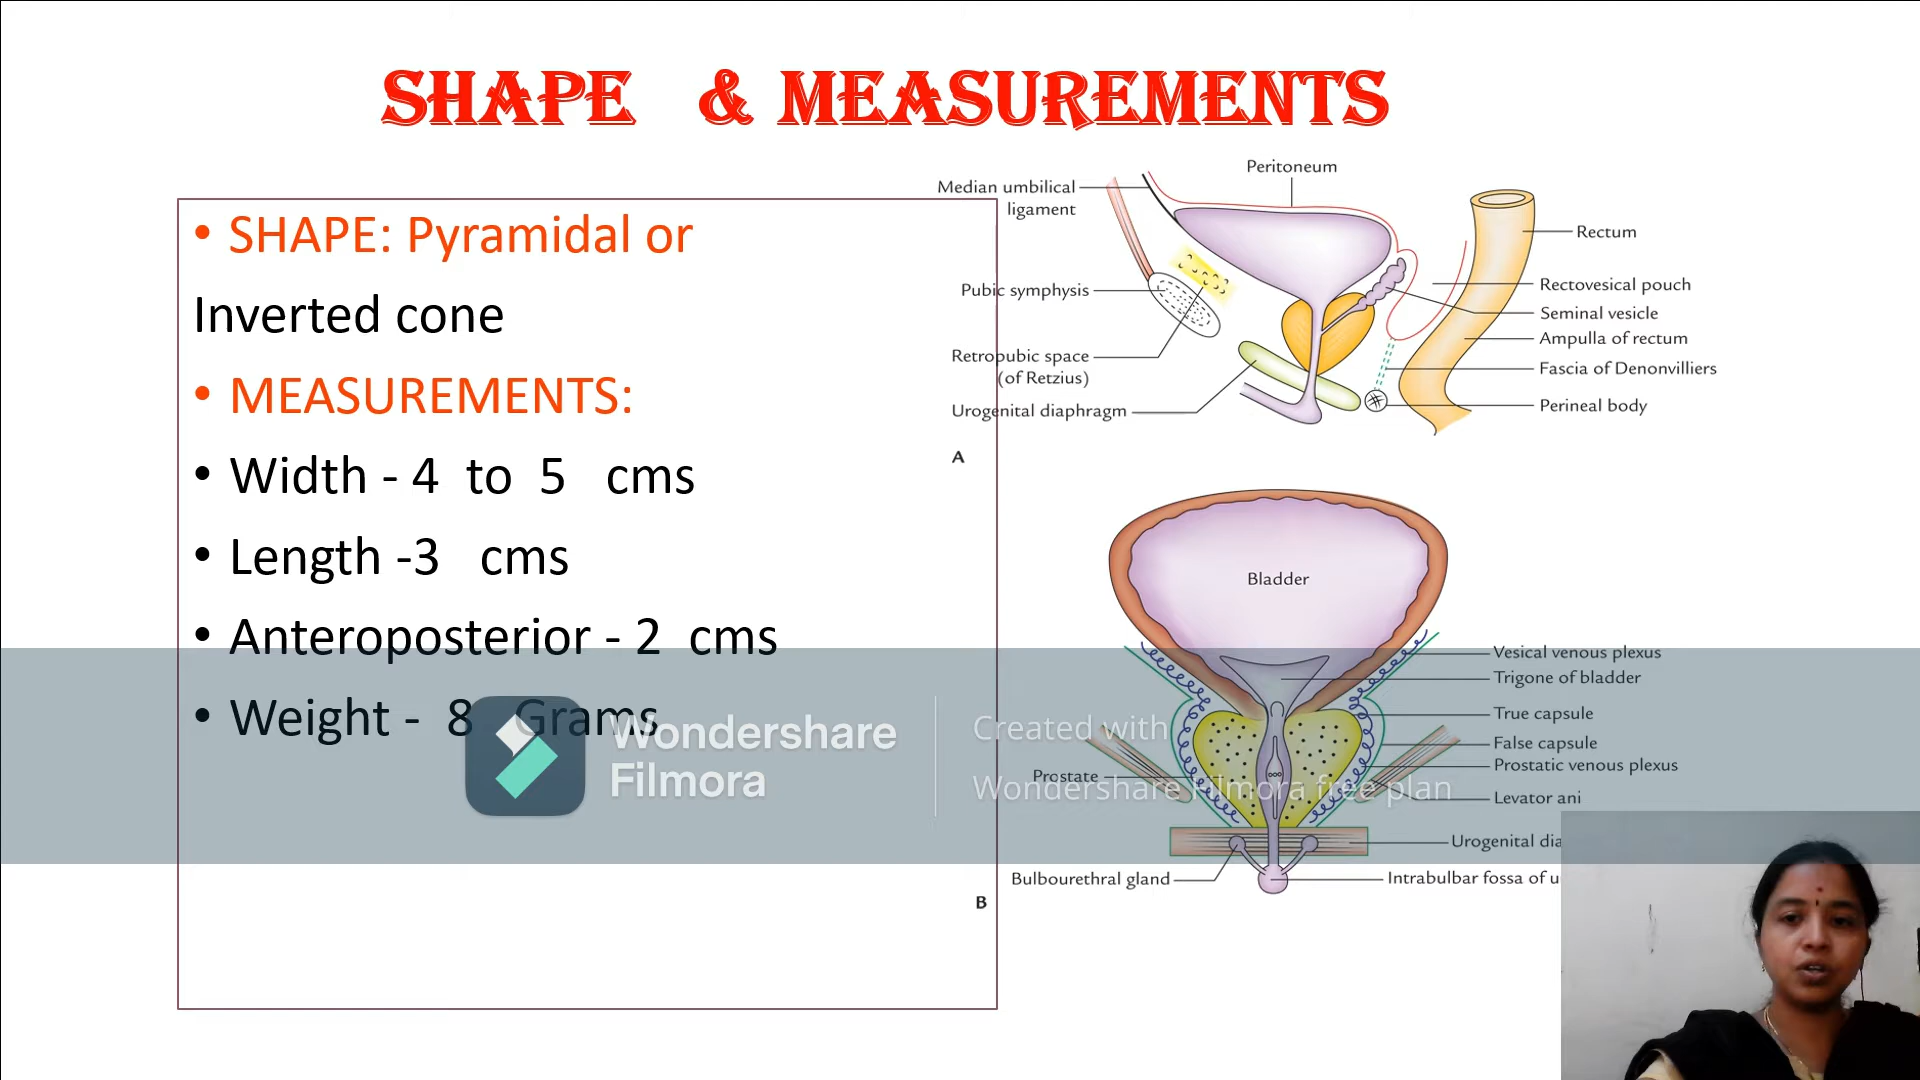 SHAPE & MEASUREMENTS
• SHAPE: Pyramidal or
Inverted cone
• MEASUREMENTS:
• Width - 4 to 5 cms
• Length -3 cms
• Anteroposterior - 2 cms
• Weight - 8 Grams
Peritoneum
Median umbilical
ligament
Pubic symphysis
Retropubic space
(of Retzius)
Urogenital diaphragm
Rectum
Rectovesical pouch
Seminal vesicle
Ampulla of rectum
Fascia of Denonvilliers
Perineal body
A
Bladder
Vesical venous plexus
Trigone of bladder
True capsule
False capsule
Prostatic venous plexus
Levator ani
Prostate
Urogenital dia
Bulbourethral gland
Intrabulbar fossa of u
B
Wondershare
Filmora
Created with
Wondershare Filmora free plan